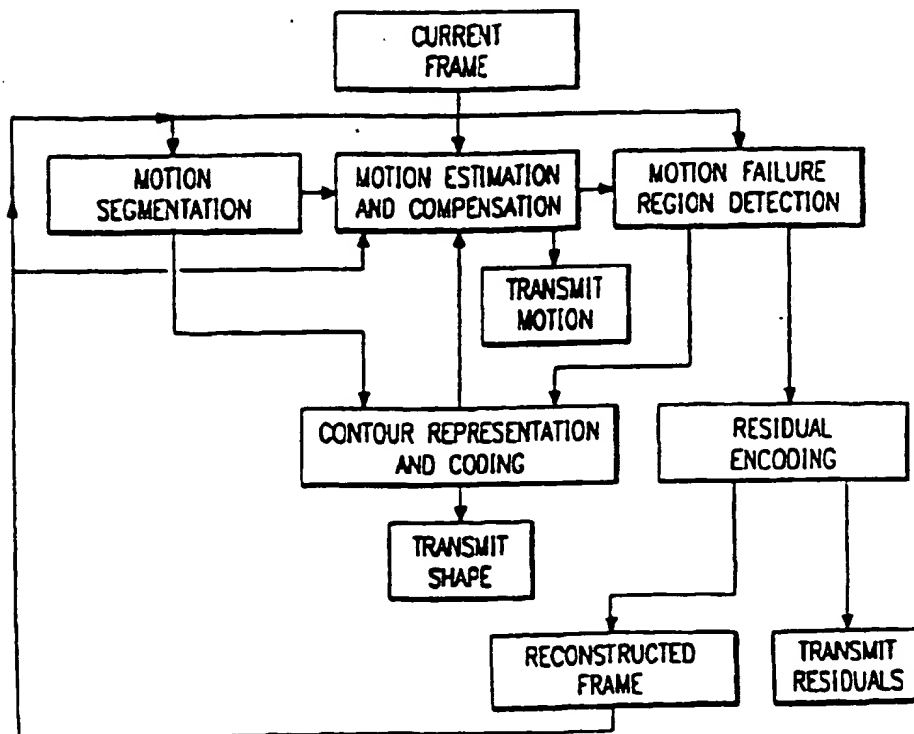 CURRENT
FRAME
MOTION
SEGMENTATION
MOTION ESTIMATION
AND COMPENSATION
MOTION FAILURE
REGION DETECTION
TRANSMIT
MOTION
CONTOUR REPRESENTATION
AND CODING
RESIDUAL
ENCODING
TRANSMIT
SHAPE
RECONSTRUCTED
FRAME
TRANSMIT
RESIDUALS